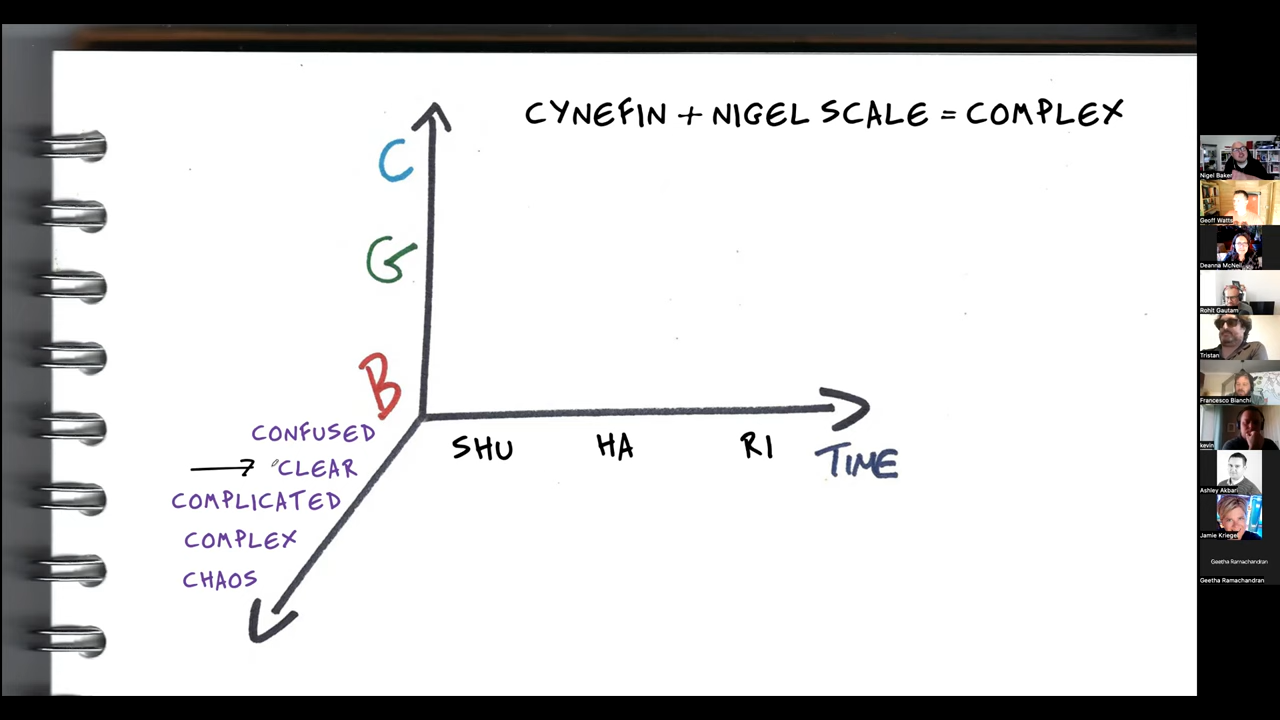 CYNEFIN + NIGEL SCALE = COMPLEX
C
G
B
CONFUSED
CLEAR
COMPLICATED
COMPLEX
CHAOS
SHU HA RI
TIME
Nigel Baker
Geoff Watts
Deanna McNeil
Rohit Gautam
Tristan
Francesco Bianchi
kevin
Ashley Akbari
Jamie Kriegel
Geetha Ramachandran
Geetha Ramachandran